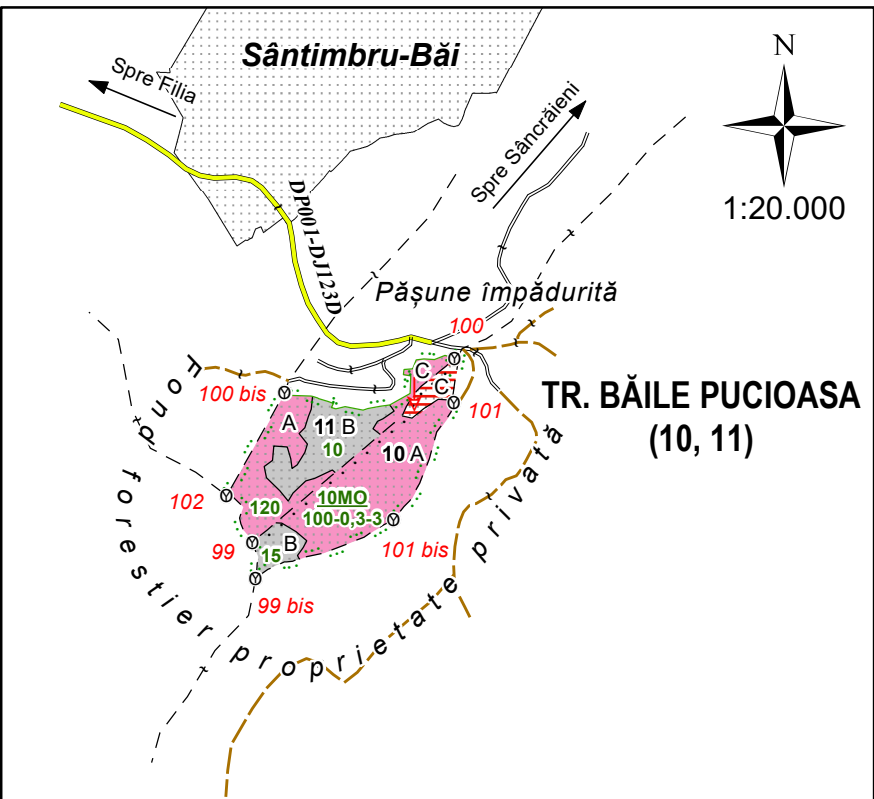 Sântimbru-Băi
N
Spre Filia
Spre Sâncrăieni
1:20.000
DP001-DJ123D
Pășune împădurită
100
100 bis
C
C
101
TR. BĂILE PUCIOASA
(10, 11)
A
11 B
10
10 A
102
120
10MO
100-0,3-3
99
B
15
101 bis
99 bis
Fond forestier proprietate privată